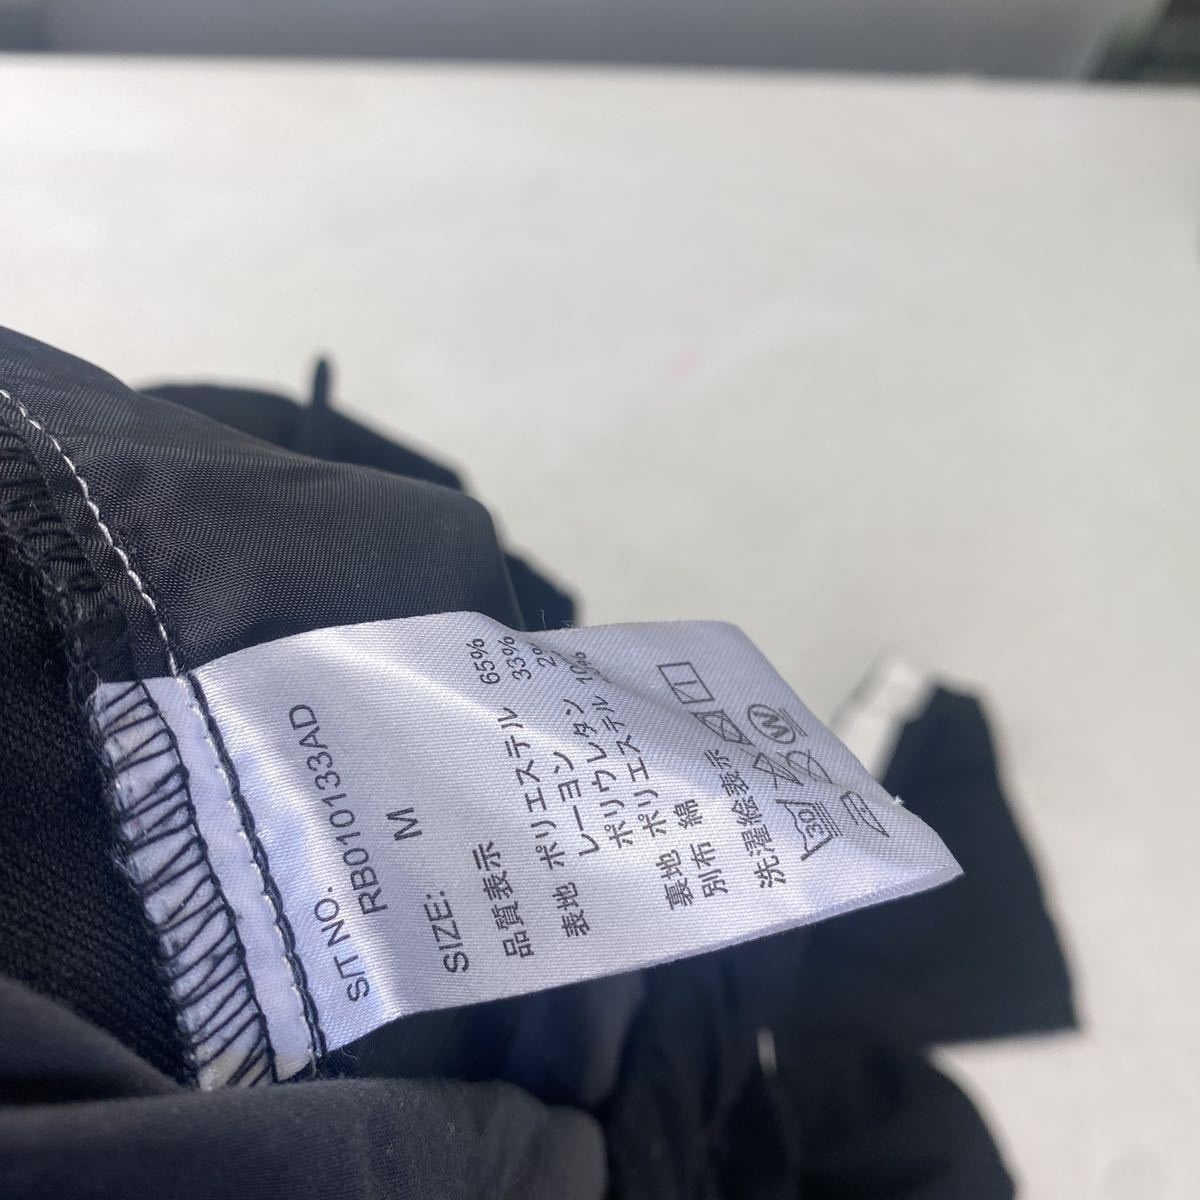 S'T NO.
RB010133AD
SIZE: M
品質表示
表地 ポリエステル 65%
レーヨン 33%
ポリウレタン
裏地 ポリエステル
別布 綿
洗濯絵表示
30
W